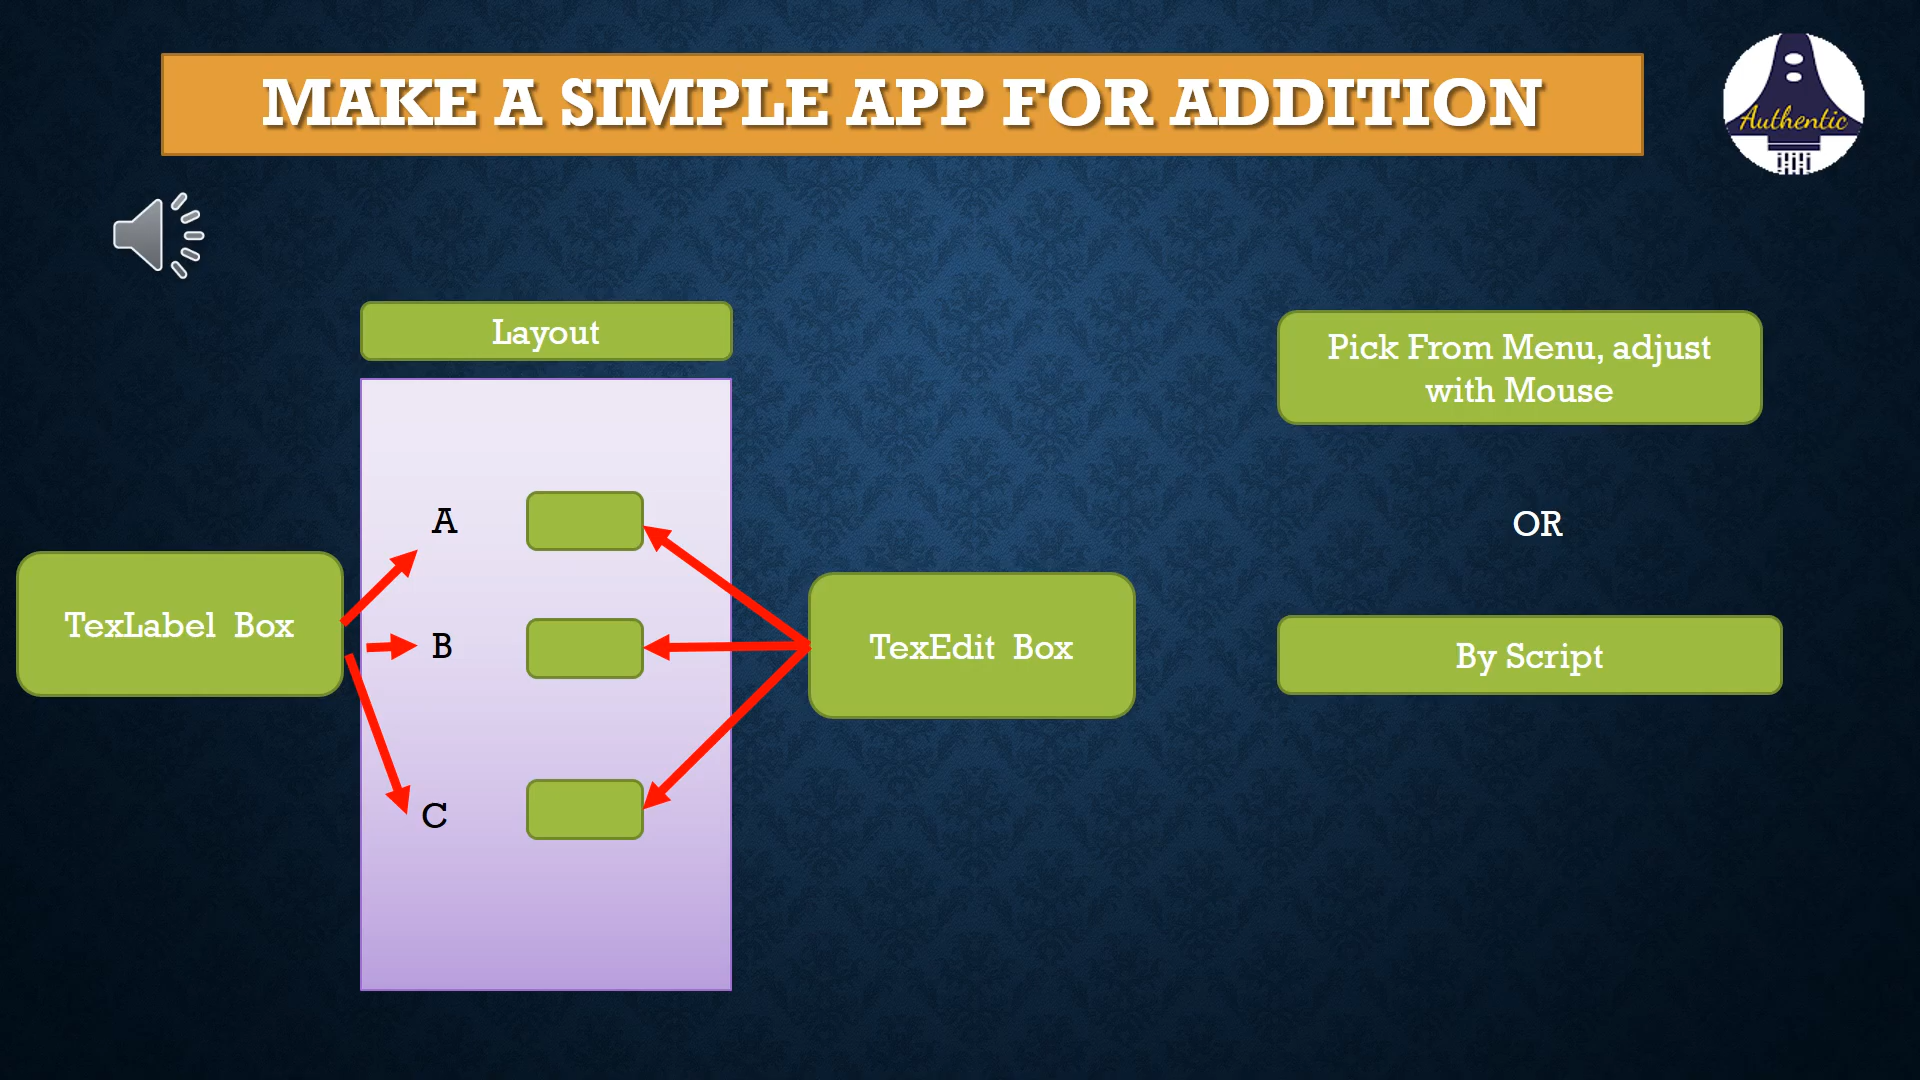 MAKE A SIMPLE APP FOR ADDITION
Authentic
Layout
Pick From Menu, adjust
with Mouse
A
OR
TexLabel Box
B
TexEdit Box
By Script
C